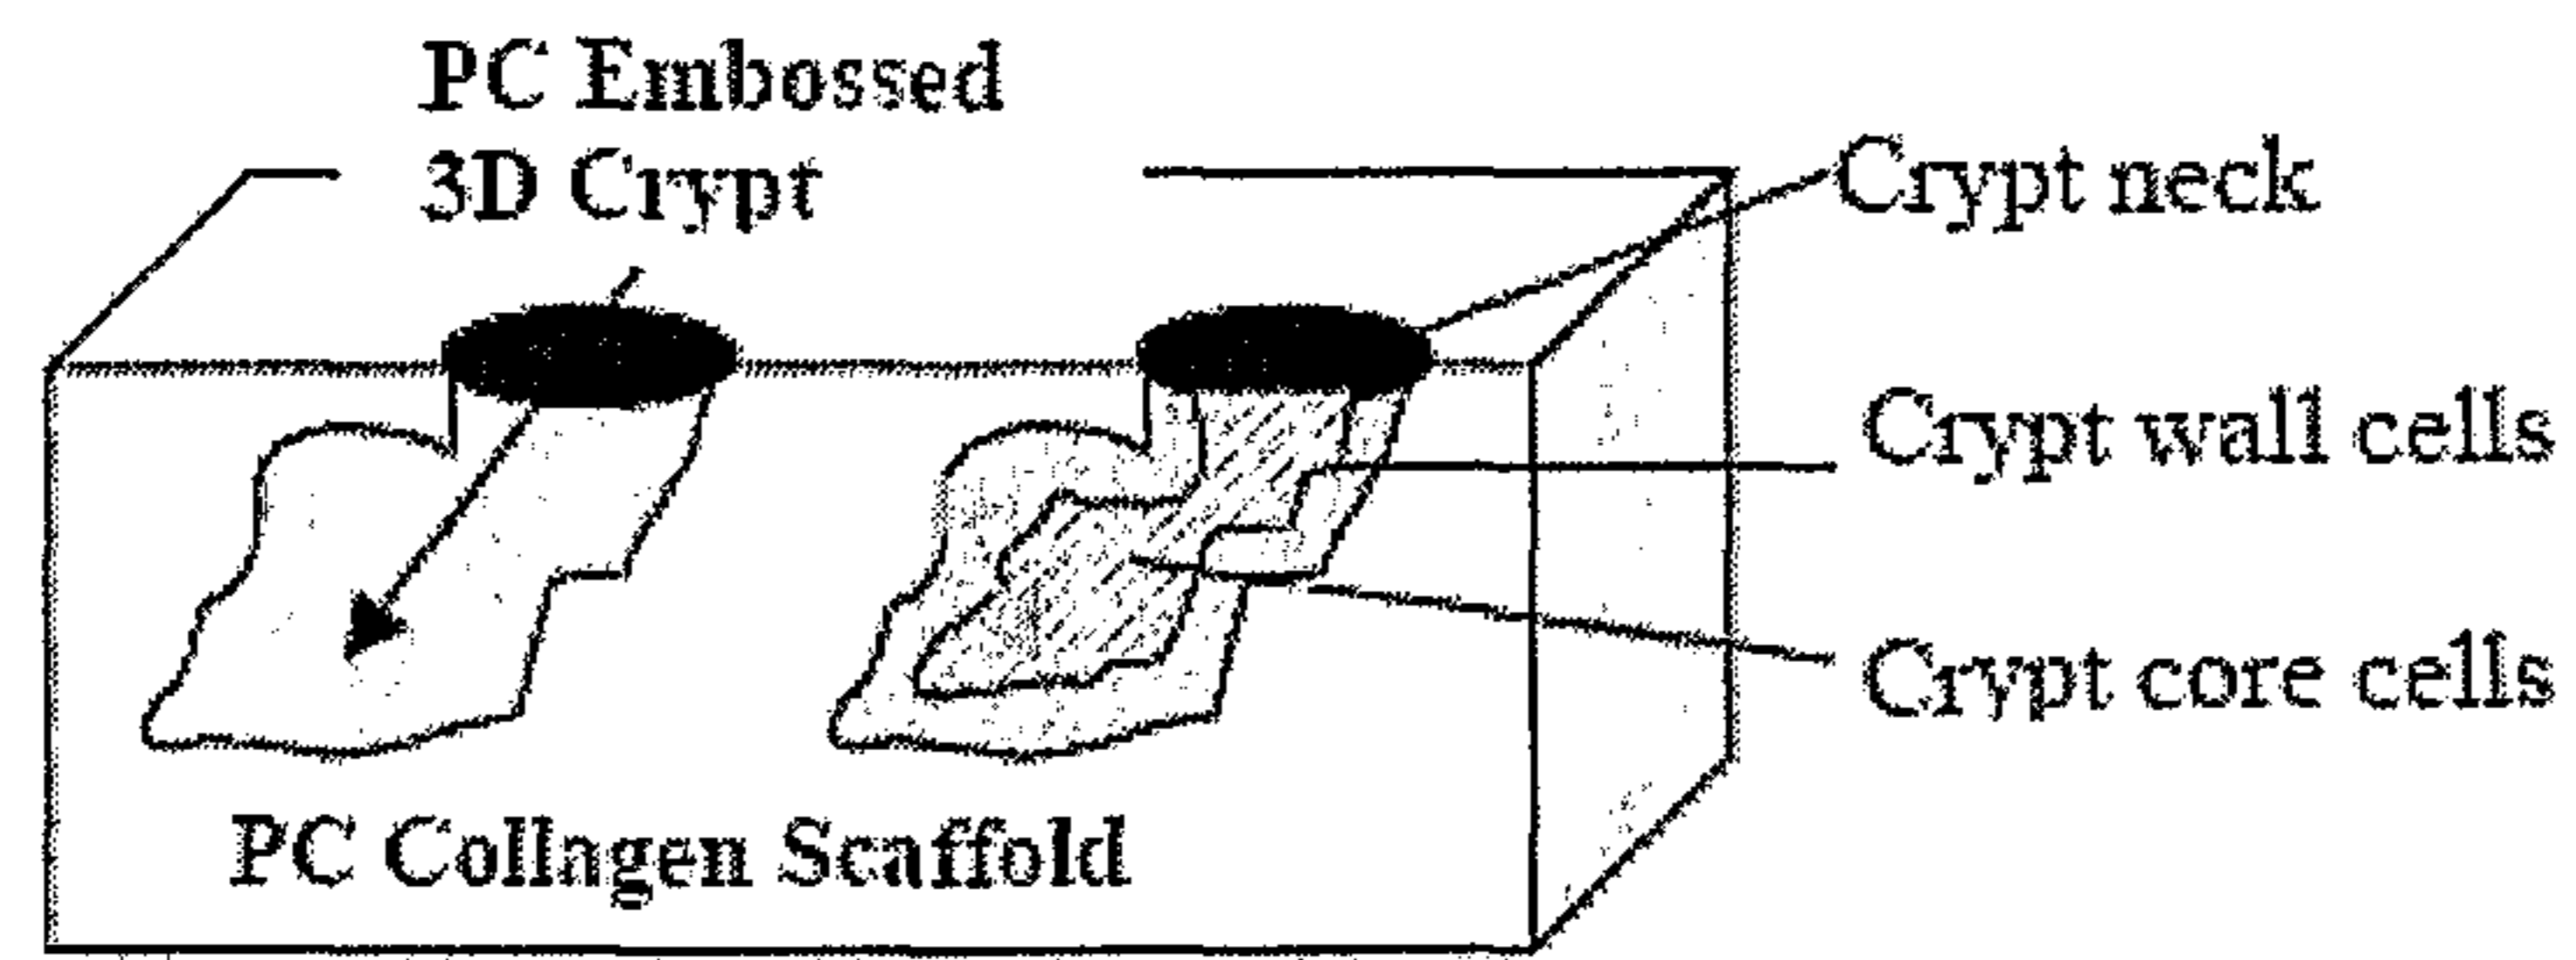 PC Embossed
3D Crypt
Crypt neck
Crypt wall cells
Crypt core cells
PC Collagen Scaffold